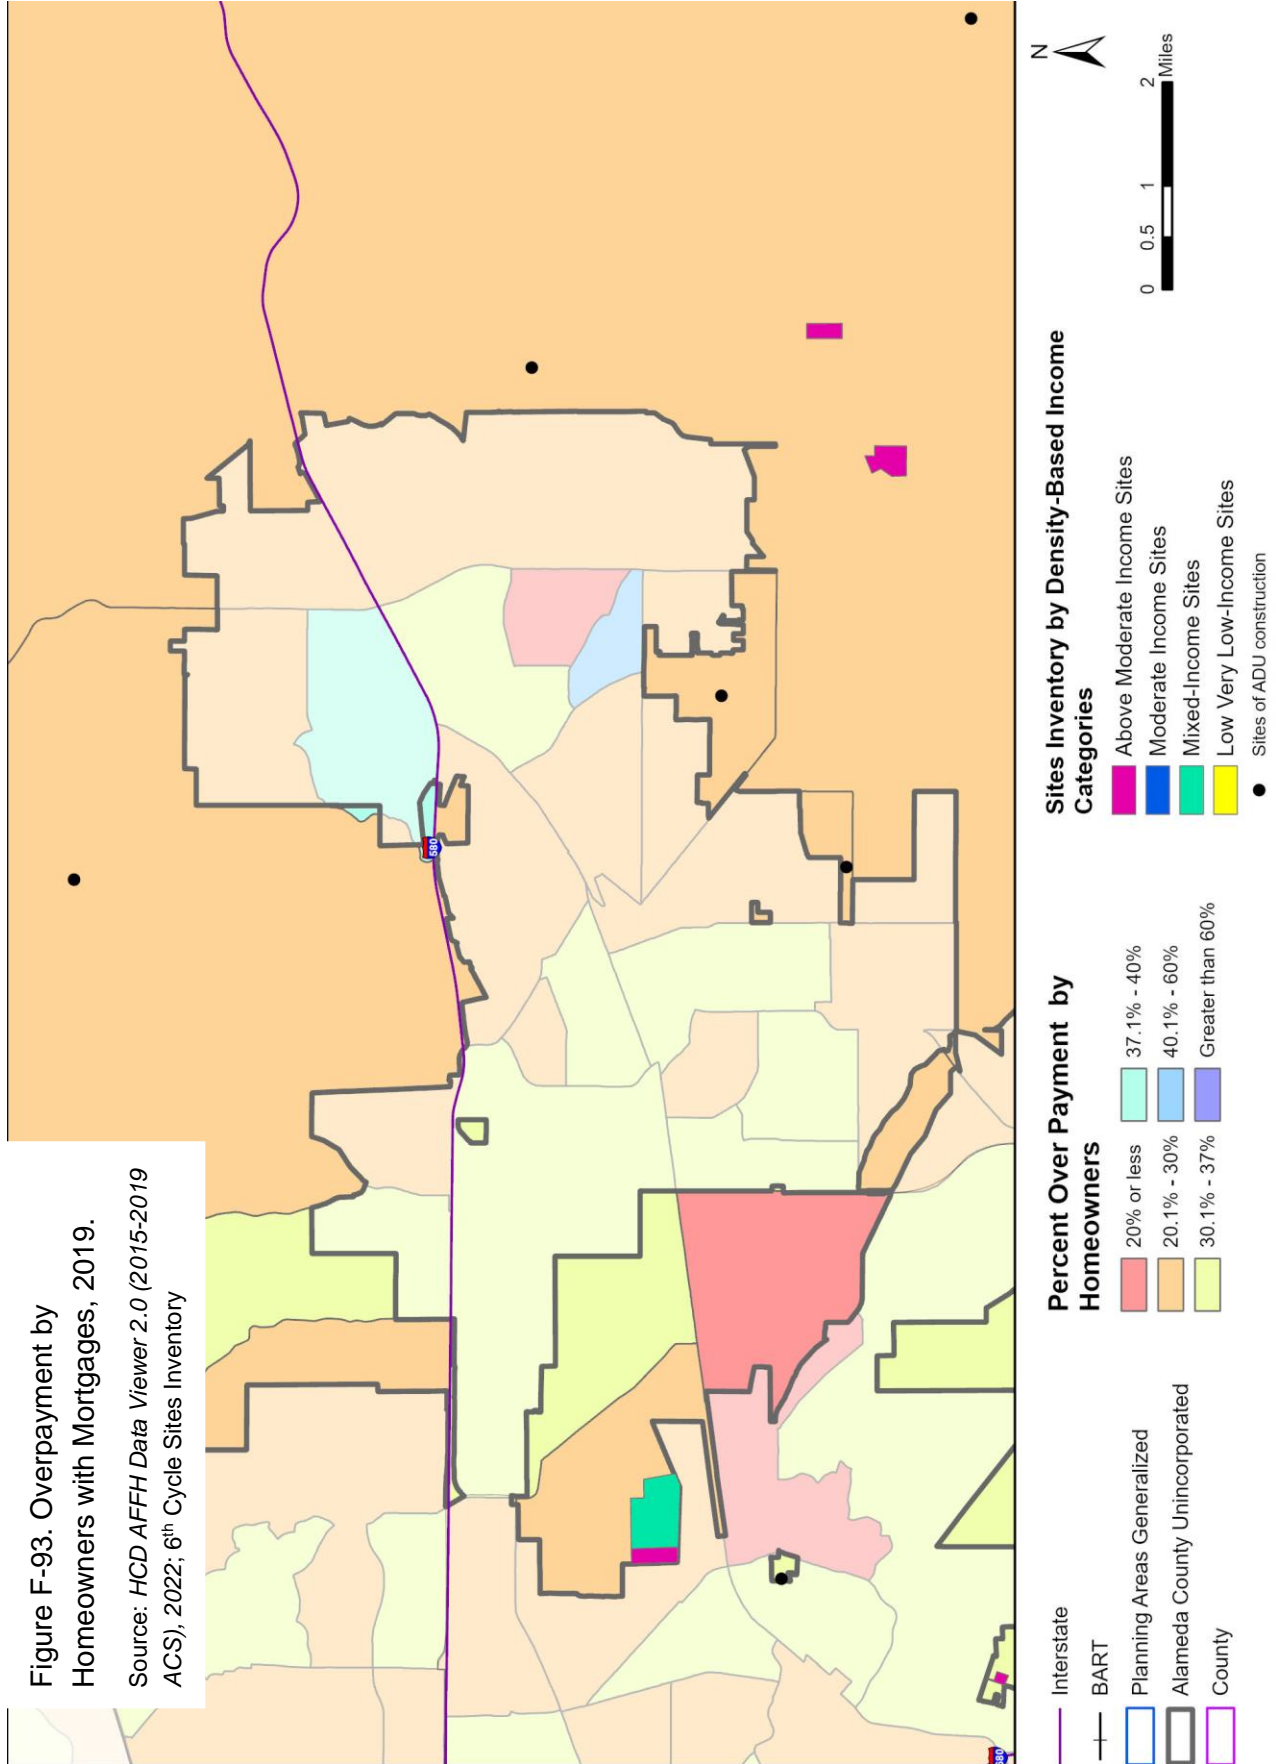 Figure F-93. Overpayment by
Homeowners with Mortgages, 2019.
Source: HCD AFFH Data Viewer 2.0 (2015-2019
ACS), 2022; 6th Cycle Sites Inventory
580
680
Interstate
BART
Planning Areas Generalized
Alameda County Unincorporated
County
Percent Over Payment by
Homeowners
20% or less
20.1% - 30%
30.1% - 37%
37.1% - 40%
40.1% - 60%
Greater than 60%
Sites Inventory by Density-Based Income
Categories
Above Moderate Income Sites
Moderate Income Sites
Mixed-Income Sites
Low Very Low-Income Sites
Sites of ADU construction
N
0 0.5 1 2
Miles